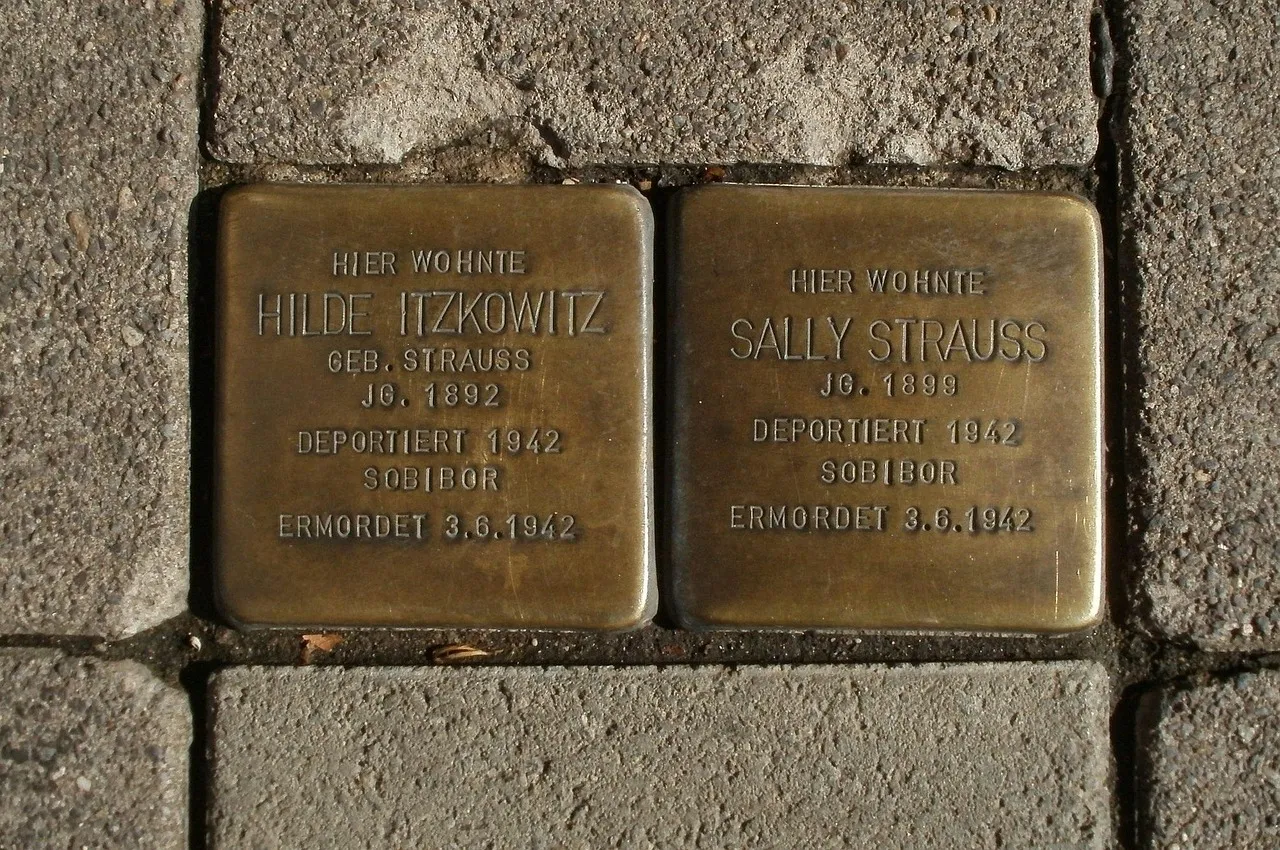 HIER WOHNTE
HILDE ITZKOWITZ
GEB. STRAUSS
JG. 1892
DEPORTIERT 1942
SOBIBOR
ERMORDET 3.6.1942
HIER WOHNTE
SALLY STRAUSS
JG. 1899
DEPORTIERT 1942
SOBIBOR
ERMORDET 3.6.1942